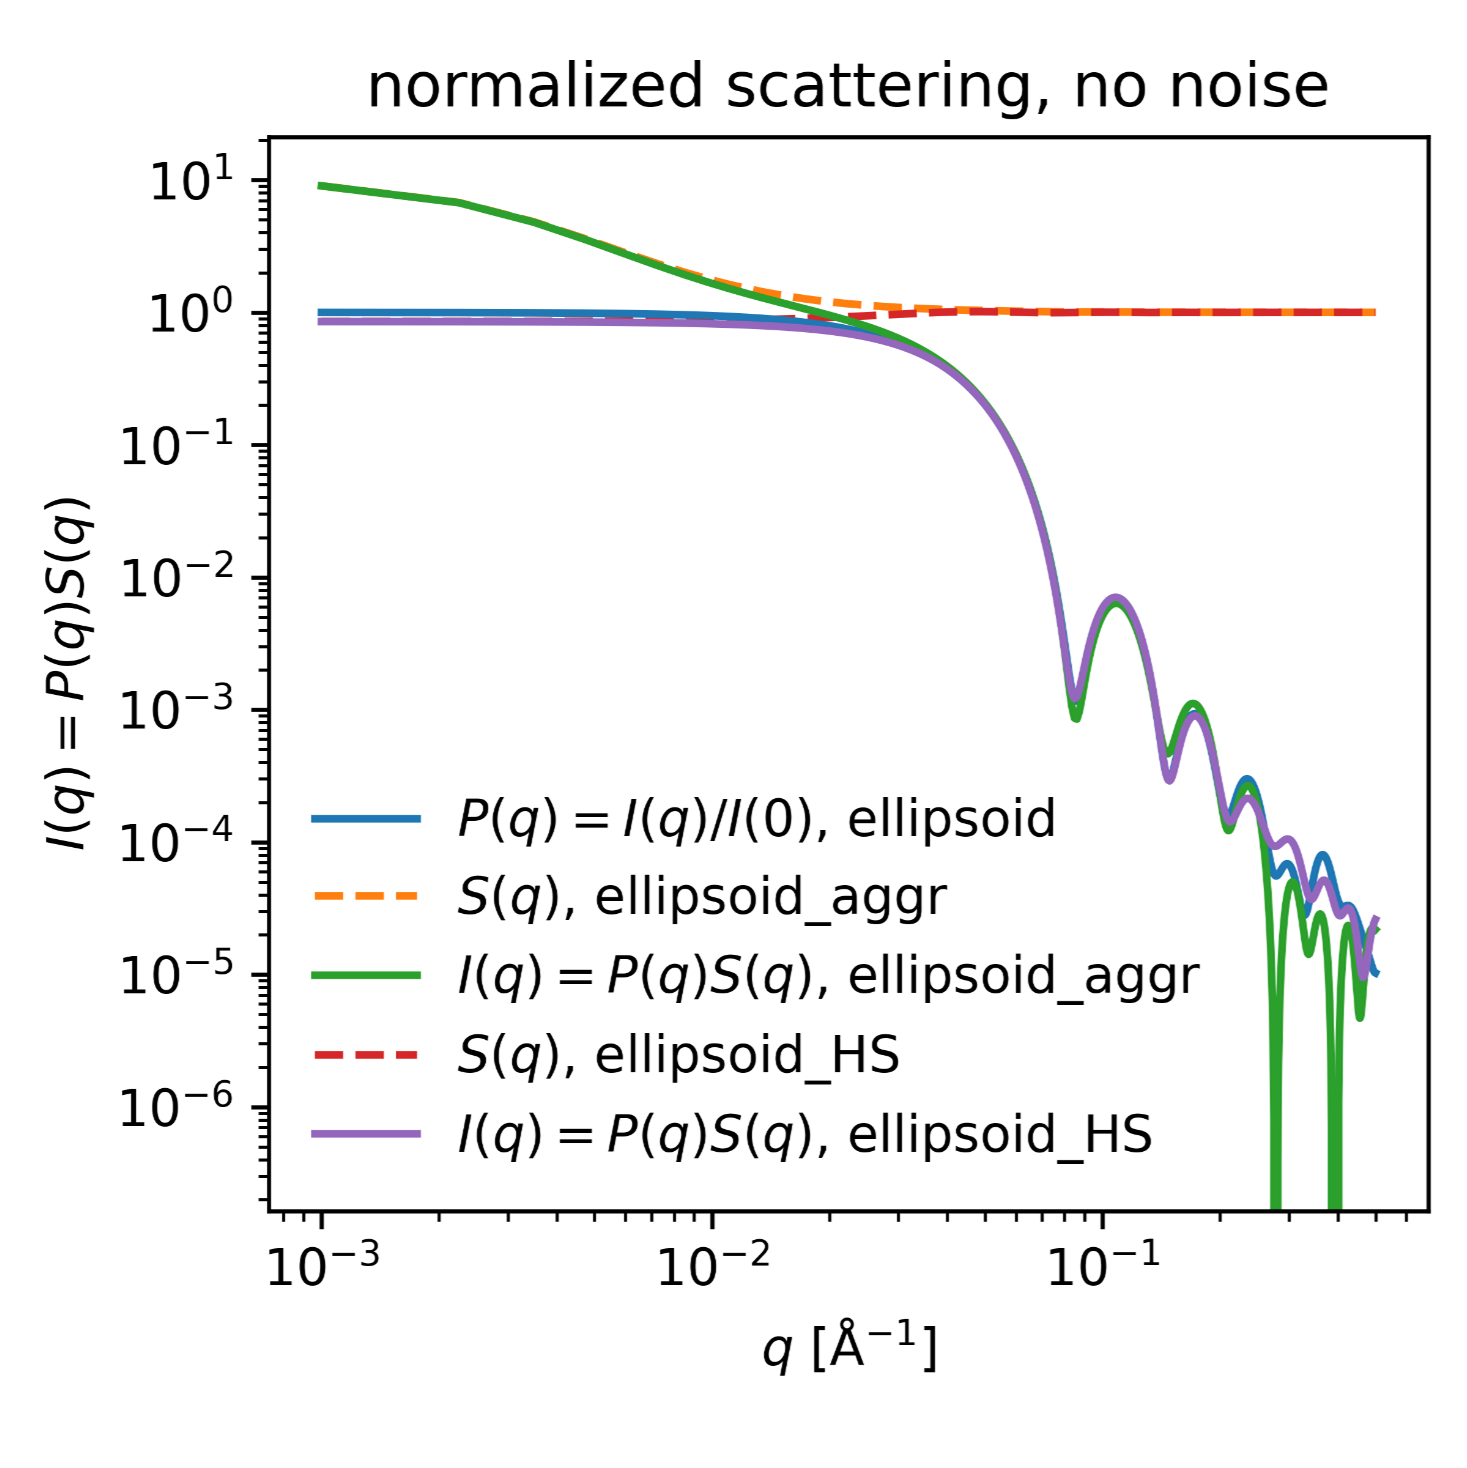 normalized scattering, no noise
10¹
10⁰
10⁻¹
10⁻²
10⁻³
10⁻⁴
10⁻⁵
10⁻⁶
I(q) = P(q)S(q)
P(q) = I(q)/I(0), ellipsoid
S(q), ellipsoid_aggr
I(q) = P(q)S(q), ellipsoid_aggr
S(q), ellipsoid_HS
I(q) = P(q)S(q), ellipsoid_HS
10⁻³ 10⁻² 10⁻¹
q [Å⁻¹]